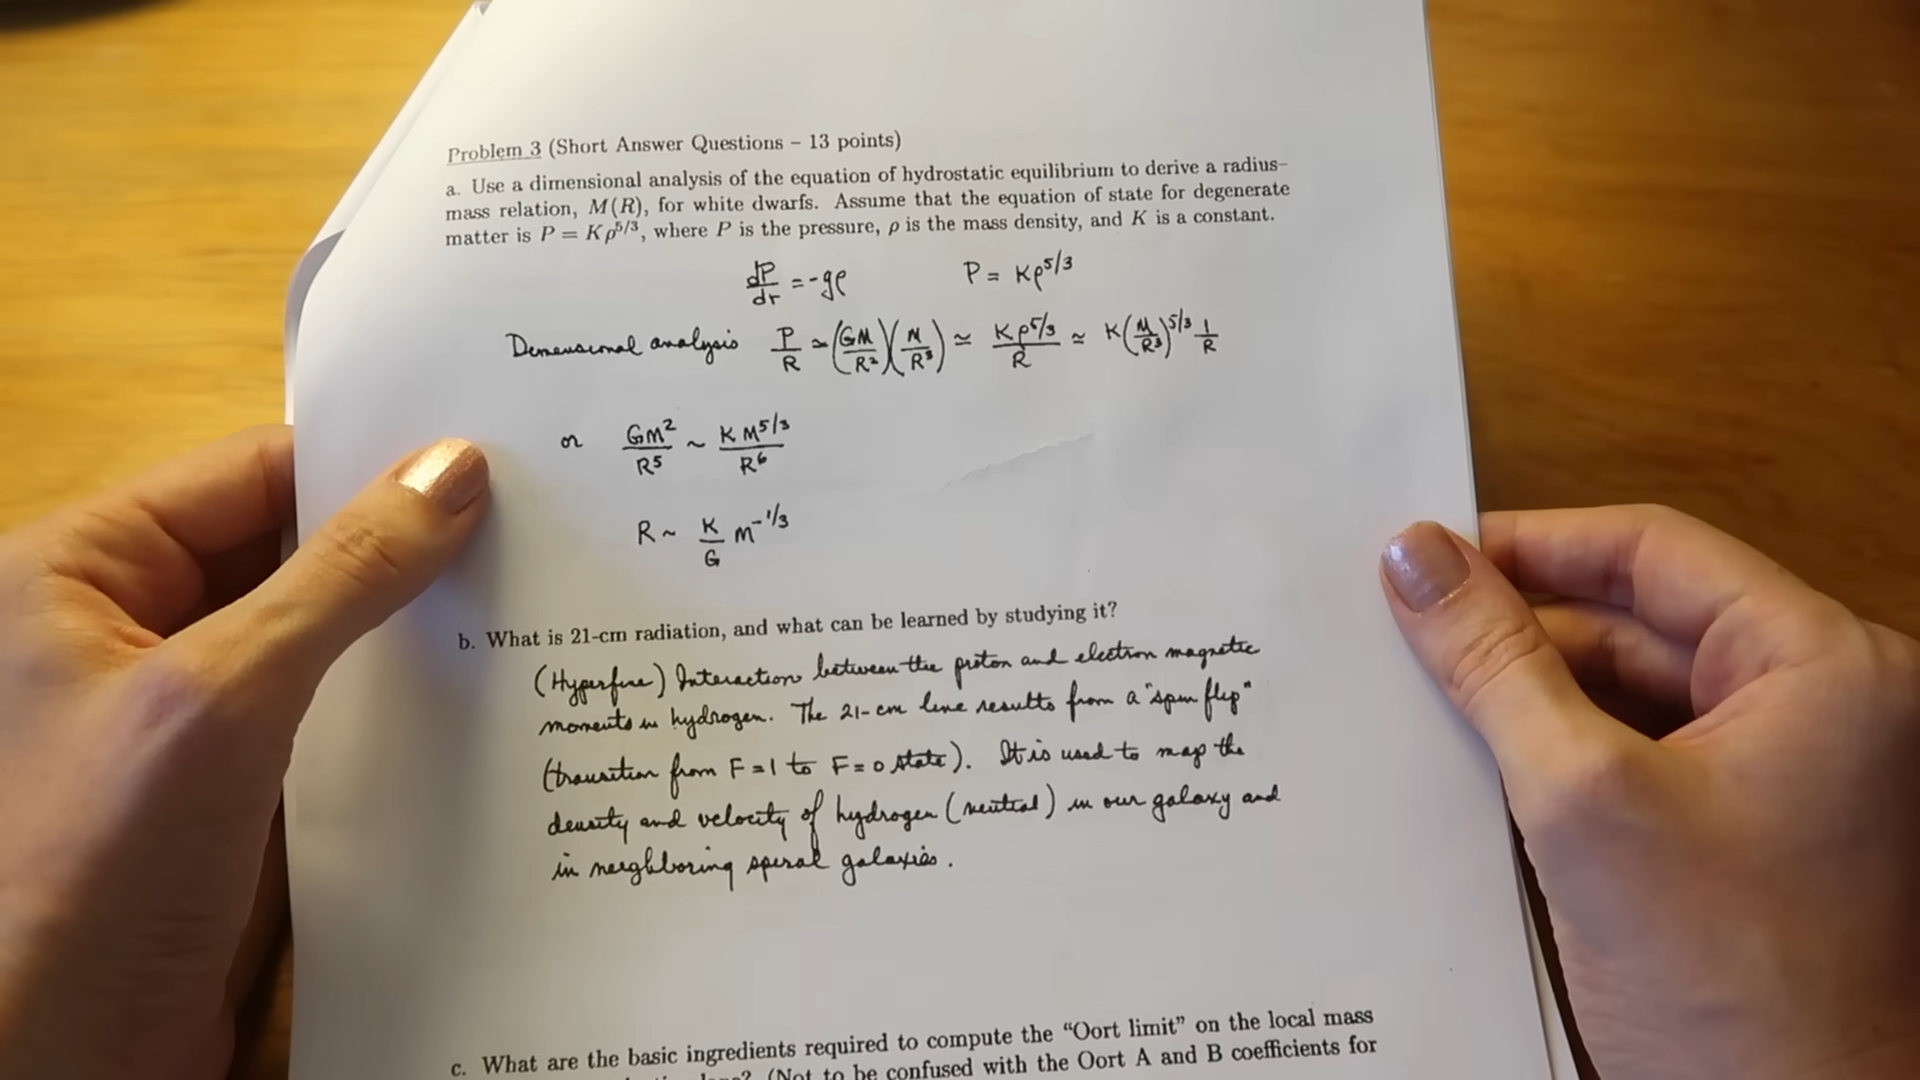 Problem 3 (Short Answer Questions – 13 points)
a. Use a dimensional analysis of the equation of hydrostatic equilibrium to derive a radius–
mass relation, M(R), for white dwarfs. Assume that the equation of state for degenerate
matter is P = Kρ^5/3, where P is the pressure, ρ is the mass density, and K is a constant.
dP/dr = -gρ P = Kρ^5/3
Demensional analysis P/R ≃ (GM/R²)(M/R³) ≃ Kρ^5/3/R ≃ K(M/R³)^5/3 1/R
or GM²/R⁵ ~ K M^5/3/R⁶
R ~ K/G M^-1/3
b. What is 21-cm radiation, and what can be learned by studying it?
(Hyperfine) Interaction between the proton and electron magnetic
moments in hydrogen. The 21-cm line results from a "spin flip"
(transition from F=1 to F=0 state). It is used to map the
density and velocity of hydrogen (neutral) in our galaxy and
in neighboring spiral galaxies.
c. What are the basic ingredients required to compute the “Oort limit” on the local mass
? (Not to be confused with the Oort A and B coefficients for